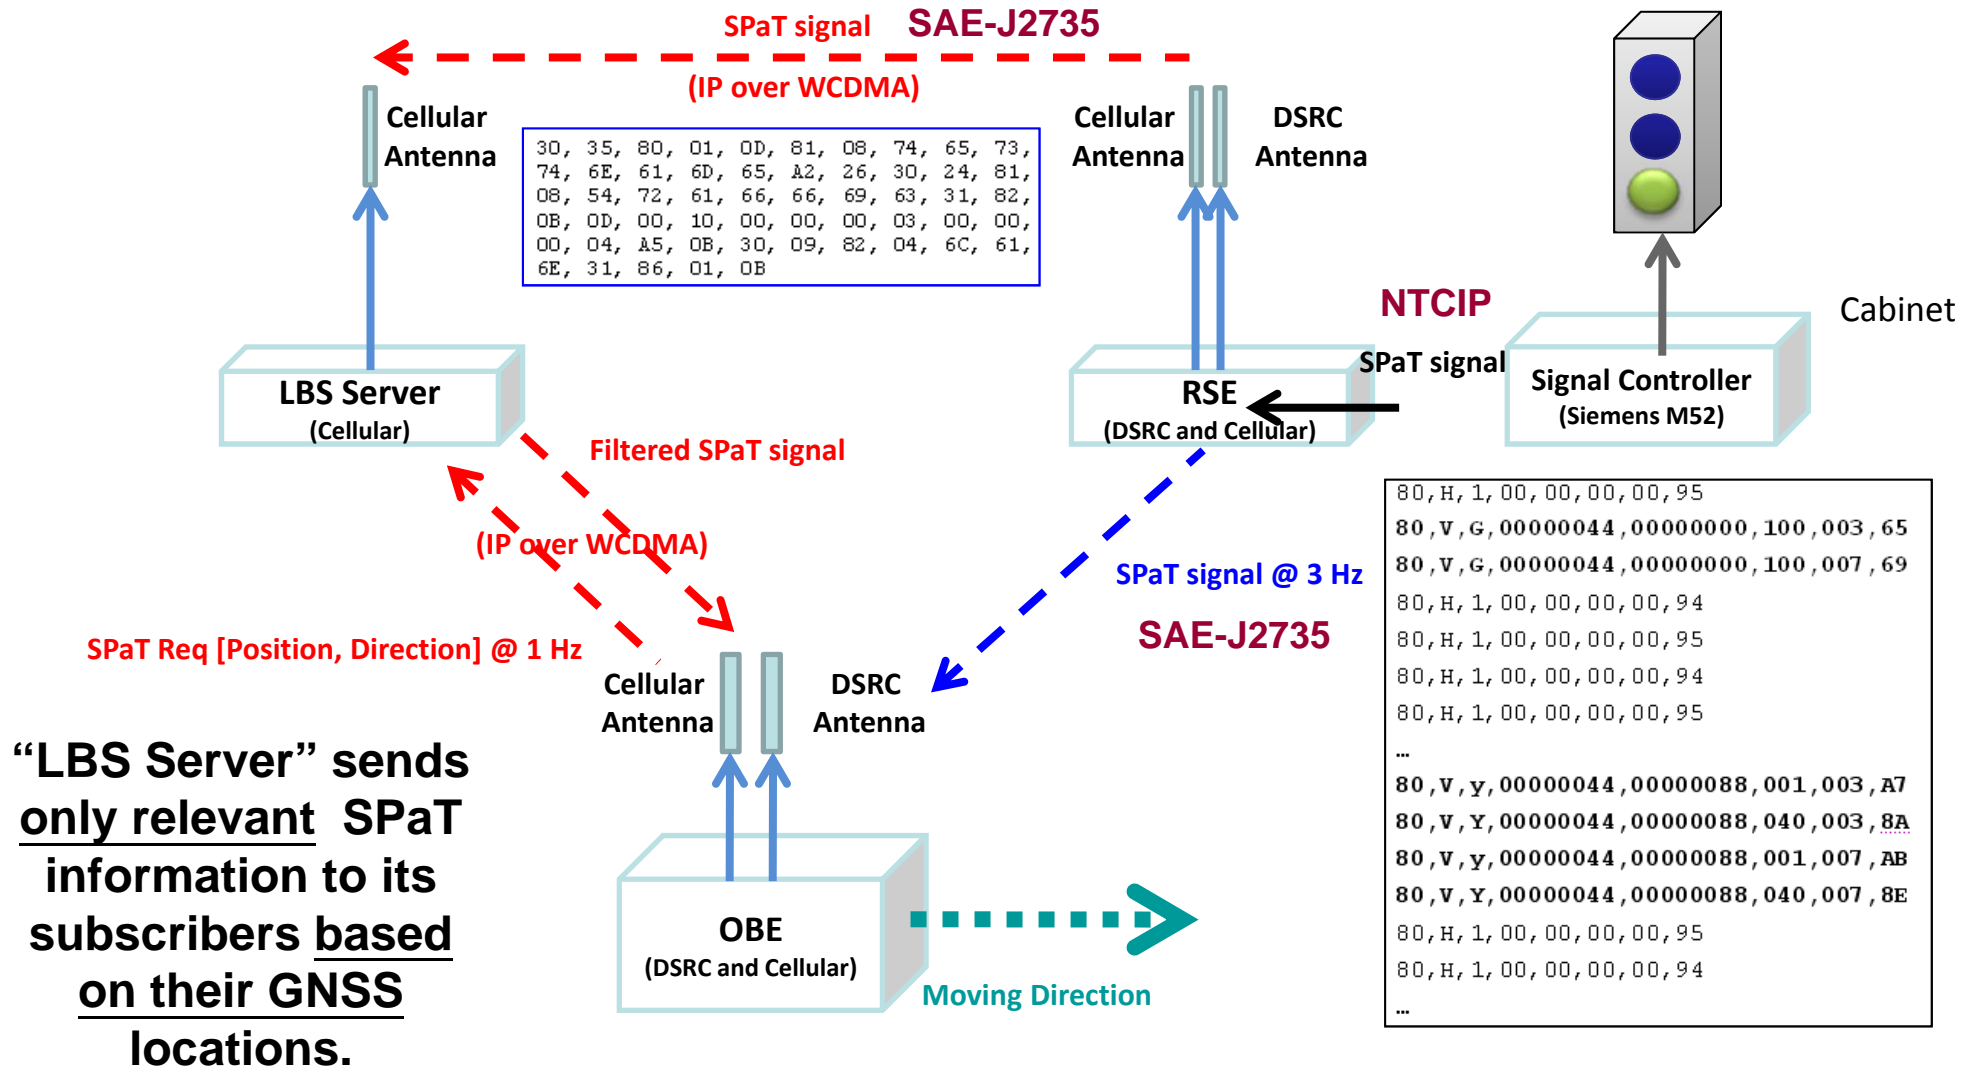 SPaT signal SAE-J2735
(IP over WCDMA)
Cellular
Antenna
30, 35, 80, 01, 0D, 81, 08, 74, 65, 73,
74, 6E, 61, 6D, 65, A2, 26, 30, 24, 81,
08, 54, 72, 61, 66, 66, 69, 63, 31, 82,
0B, 0D, 00, 10, 00, 00, 00, 03, 00, 00,
00, 04, A5, 0B, 30, 09, 82, 04, 6C, 61,
6E, 31, 86, 01, 0B
Cellular
Antenna
DSRC
Antenna
NTCIP
SPaT signal
Cabinet
LBS Server
(Cellular)
RSE
(DSRC and Cellular)
Signal Controller
(Siemens M52)
Filtered SPaT signal
(IP over WCDMA)
SPaT Req [Position, Direction] @ 1 Hz
SPaT signal @ 3 Hz
SAE-J2735
Cellular
Antenna
DSRC
Antenna
80,H,1,00,00,00,00,95
80,V,G,00000044,00000000,100,003,65
80,V,G,00000044,00000000,100,007,69
80,H,1,00,00,00,00,94
80,H,1,00,00,00,00,95
80,H,1,00,00,00,00,94
80,H,1,00,00,00,00,95
…
80,V,y,00000044,00000088,001,003,A7
80,V,Y,00000044,00000088,040,003,8A
80,V,y,00000044,00000088,001,007,AB
80,V,Y,00000044,00000088,040,007,8E
80,H,1,00,00,00,00,95
80,H,1,00,00,00,00,94
…
“LBS Server” sends
only relevant SPaT
information to its
subscribers based
on their GNSS
locations.
OBE
(DSRC and Cellular)
Moving Direction